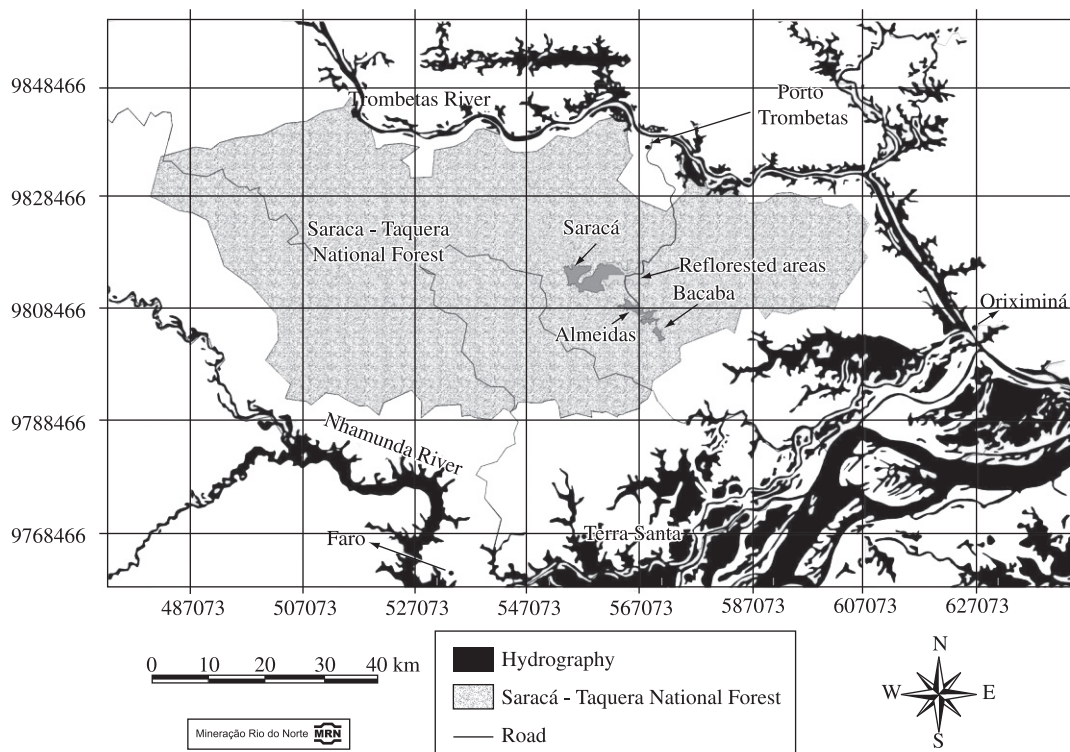 9848466
9828466
9808466
9788466
9768466
Trombetas River
Porto
Trombetas
Saraca - Taquera
National Forest
Saracá
Reflorested areas
Bacaba
Almeidas
Oriximiná
Nhamunda River
Faro
Terra Santa
487073
507073
527073
547073
567073
587073
607073
627073
0 10 20 30 40 km
Mineração Rio do Norte MRN
Hydrography
Saracá - Taquera National Forest
Road
N
W E
S